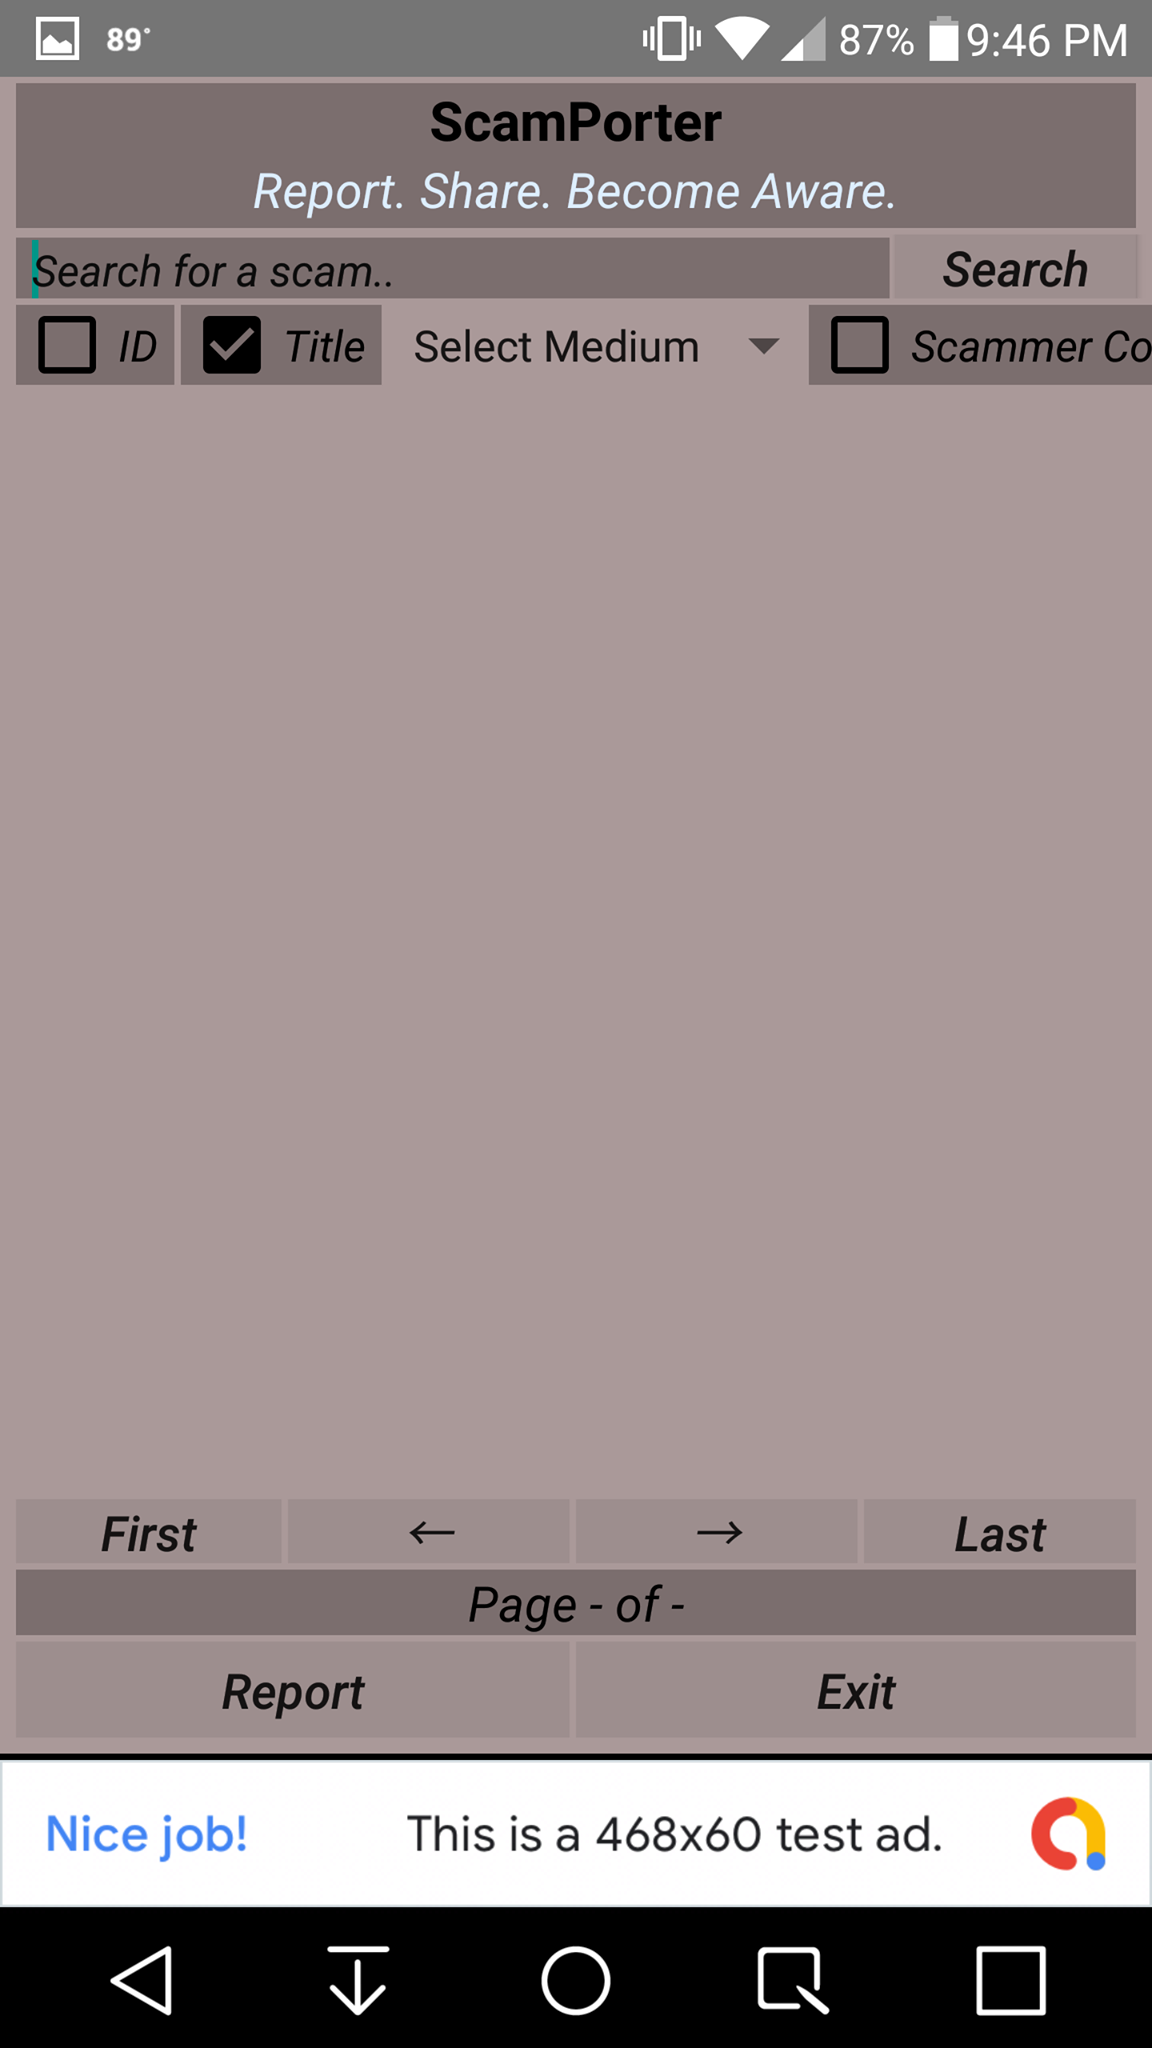 89° 87% 9:46 PM
ScamPorter
Report. Share. Become Aware.
Search for a scam.. Search
ID Title Select Medium Scammer Co
First ← → Last
Page - of -
Report Exit
Nice job! This is a 468x60 test ad.